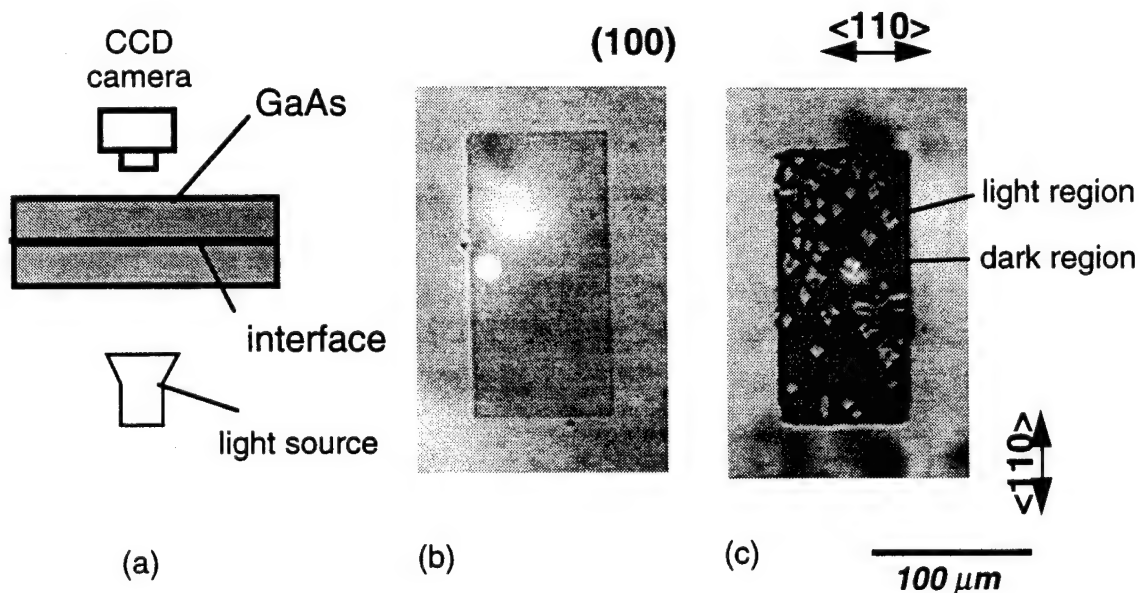 CCD
camera
GaAs
interface
light source
(a)
(100)
(b)
<110>
light region
dark region
<110>
(c)
100 μm